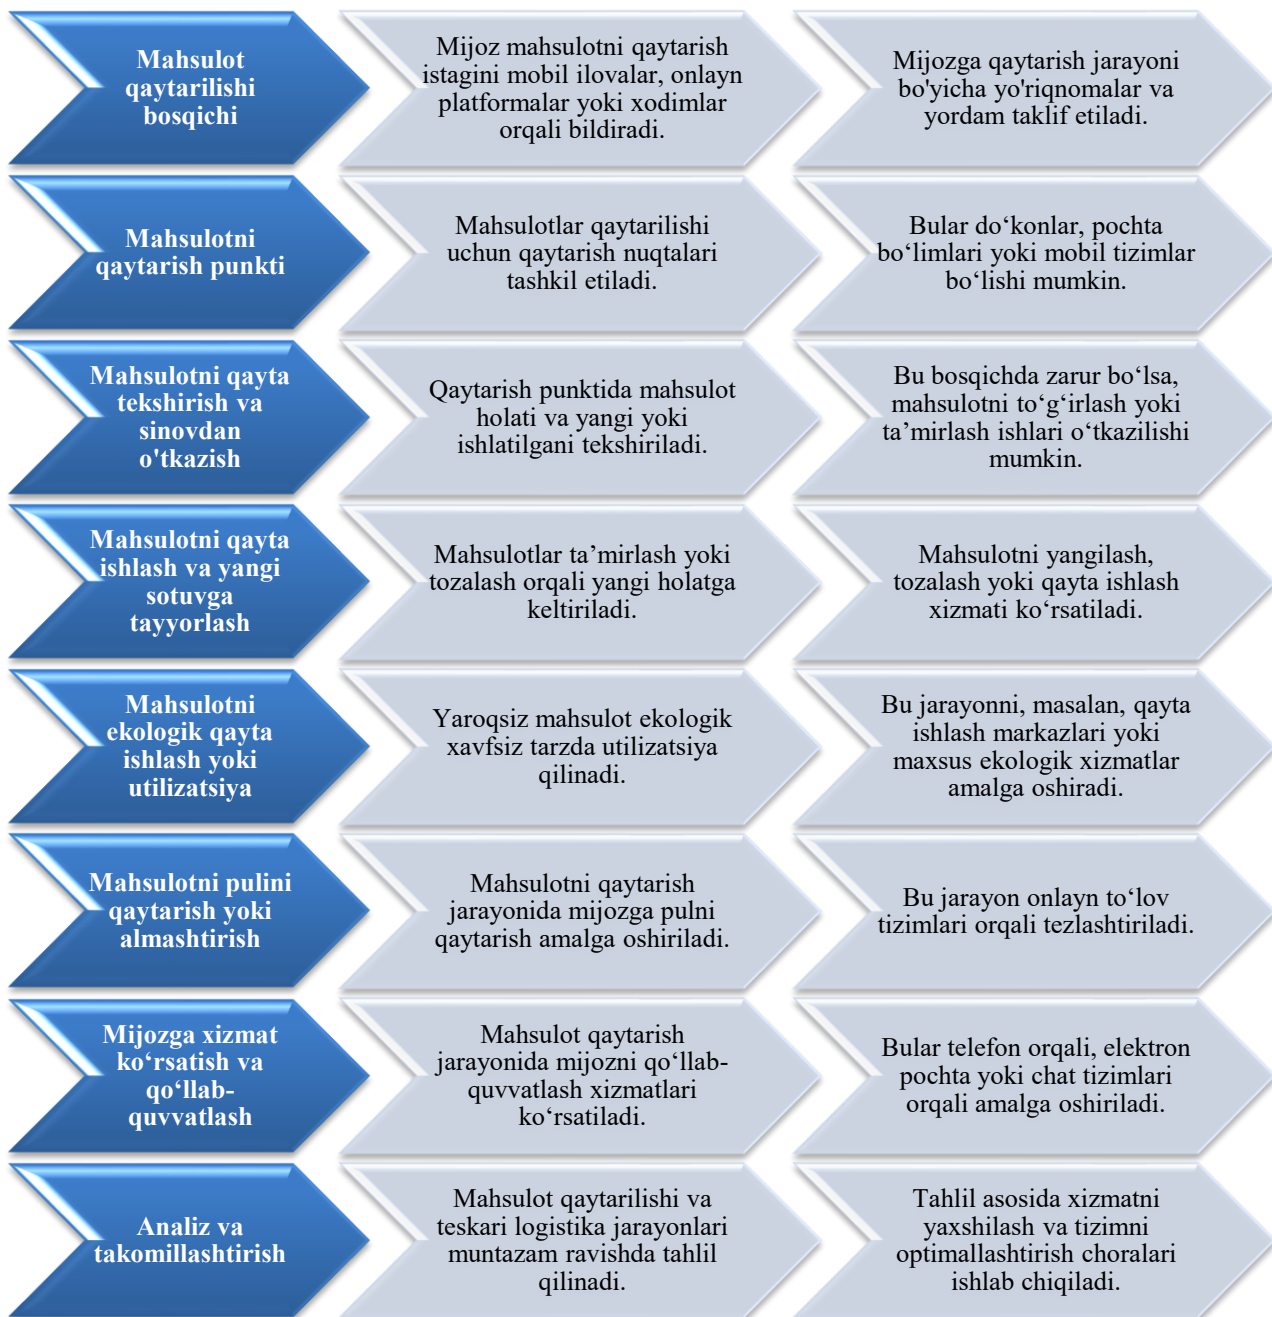 Mahsulot
qaytarilishi
bosqichi
Mijoz mahsulotni qaytarish
istagini mobil ilovalar, onlayn
platformalar yoki xodimlar
orqali bildiradi.
Mijozga qaytarish jarayoni
bo'yicha yo'riqnomalar va
yordam taklif etiladi.
Mahsulotni
qaytarish punkti
Mahsulotlar qaytarilishi
uchun qaytarish nuqtalari
tashkil etiladi.
Bular do‘konlar, pochta
bo‘limlari yoki mobil tizimlar
bo‘lishi mumkin.
Mahsulotni qayta
tekshirish va
sinovdan
o'tkazish
Qaytarish punktida mahsulot
holati va yangi yoki
ishlatilgani tekshiriladi.
Bu bosqichda zarur bo‘lsa,
mahsulotni to‘g‘irlash yoki
ta’mirlash ishlari o‘tkazilishi
mumkin.
Mahsulotni qayta
ishlash va yangi
sotuvga
tayyorlash
Mahsulotlar ta’mirlash yoki
tozalash orqali yangi holatga
keltiriladi.
Mahsulotni yangilash,
tozalash yoki qayta ishlash
xizmati ko‘rsatiladi.
Mahsulotni
ekologik qayta
ishlash yoki
utilizatsiya
Yaroqsiz mahsulot ekologik
xavfsiz tarzda utilizatsiya
qilinadi.
Bu jarayonni, masalan, qayta
ishlash markazlari yoki
maxsus ekologik xizmatlar
amalga oshiradi.
Mahsulotni pulini
qaytarish yoki
almashtirish
Mahsulotni qaytarish
jarayonida mijozga pulni
qaytarish amalga oshiriladi.
Bu jarayon onlayn to‘lov
tizimlari orqali tezlashtiriladi.
Mijozga xizmat
ko‘rsatish va
qo‘llab-
quvvatlash
Mahsulot qaytarish
jarayonida mijozni qo‘llab-
quvvatlash xizmatlari
ko‘rsatiladi.
Bular telefon orqali, elektron
pochta yoki chat tizimlari
orqali amalga oshiriladi.
Analiz va
takomillashtirish
Mahsulot qaytarilishi va
teskari logistika jarayonlari
muntazam ravishda tahlil
qilinadi.
Tahlil asosida xizmatni
yaxshilash va tizimni
optimallashtirish choralari
ishlab chiqiladi.